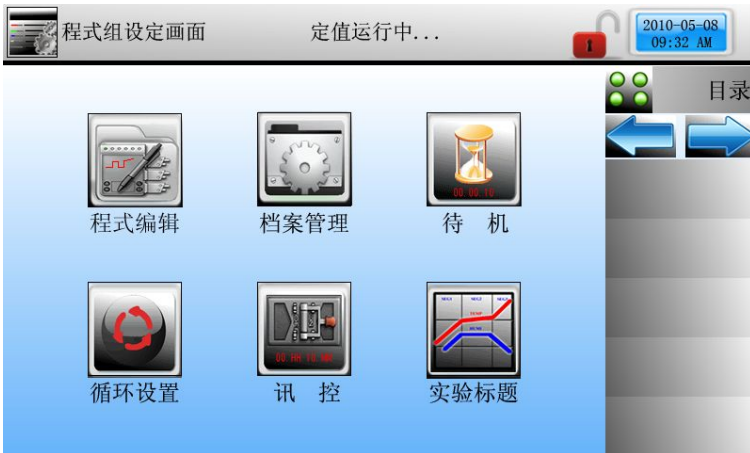 程式组设定画面
定值运行中...
2010-05-08
09:32 AM
目录
程式编辑
档案管理
待 机
循环设置
讯 控
实验标题